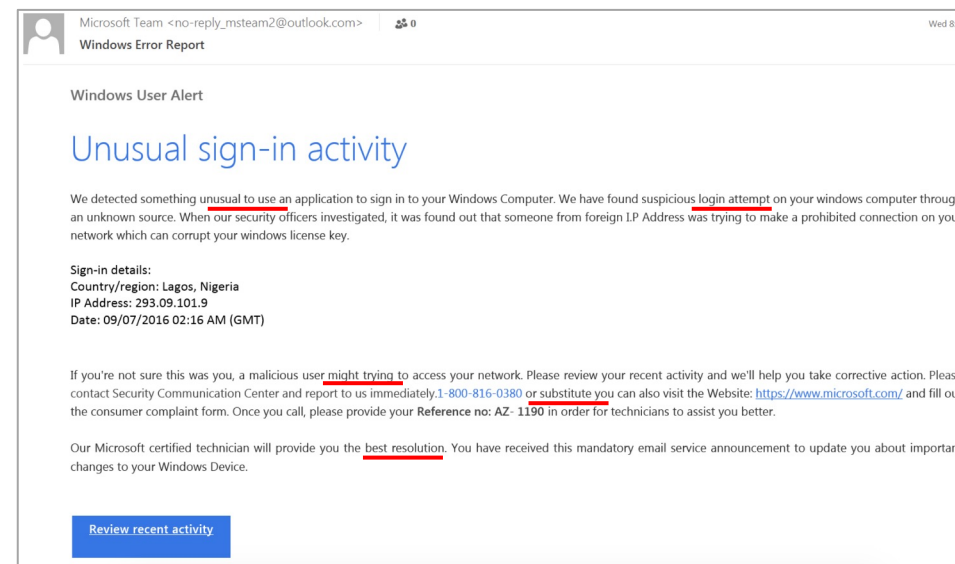 Microsoft Team <no-reply_msteam2@outlook.com> 0 Wed 8
Windows Error Report
Windows User Alert
Unusual sign-in activity
We detected something unusual to use an application to sign in to your Windows Computer. We have found suspicious login attempt on your windows computer throug
an unknown source. When our security officers investigated, it was found out that someone from foreign I.P Address was trying to make a prohibited connection on you
network which can corrupt your windows license key.
Sign-in details:
Country/region: Lagos, Nigeria
IP Address: 293.09.101.9
Date: 09/07/2016 02:16 AM (GMT)
If you're not sure this was you, a malicious user might trying to access your network. Please review your recent activity and we'll help you take corrective action. Pleas
contact Security Communication Center and report to us immediately.1-800-816-0380 or substitute you can also visit the Website: https://www.microsoft.com/ and fill ou
the consumer complaint form. Once you call, please provide your Reference no: AZ- 1190 in order for technicians to assist you better.
Our Microsoft certified technician will provide you the best resolution. You have received this mandatory email service announcement to update you about importan
changes to your Windows Device.
Review recent activity